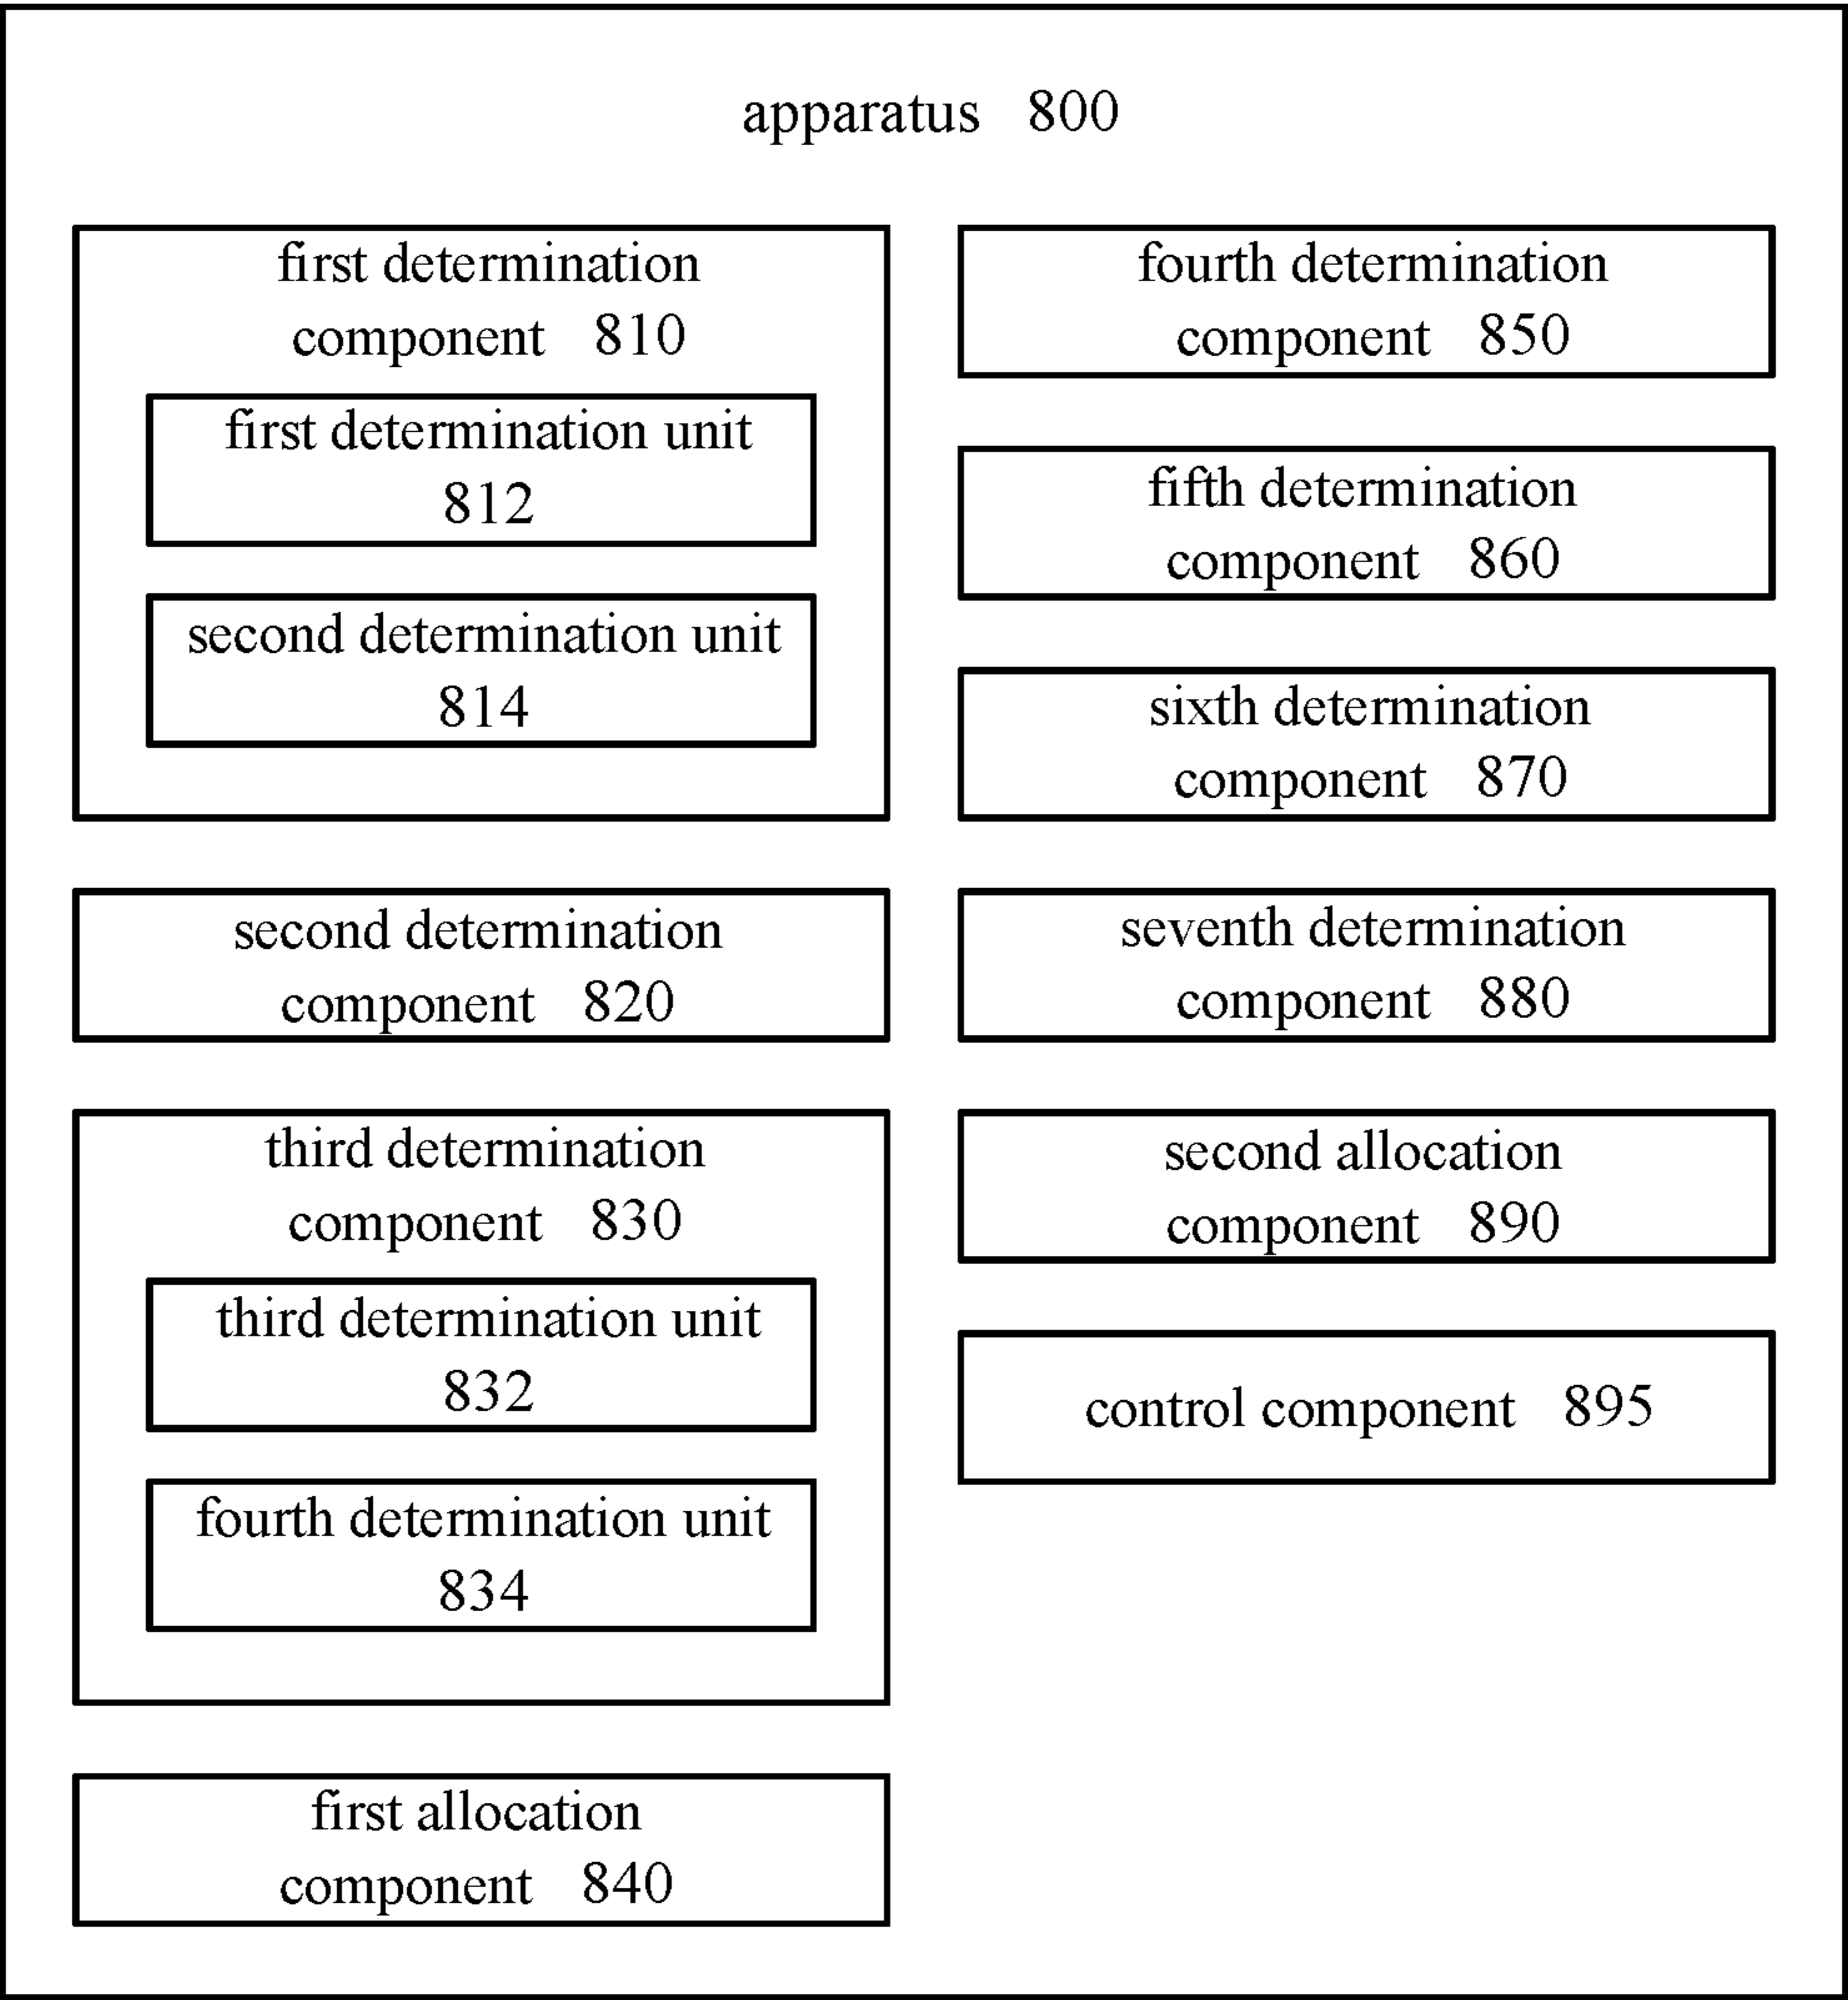 apparatus 800
first determination
component 810
first determination unit
812
second determination unit
814
second determination
component 820
third determination
component 830
third determination unit
832
fourth determination unit
834
first allocation
component 840
fourth determination
component 850
fifth determination
component 860
sixth determination
component 870
seventh determination
component 880
second allocation
component 890
control component 895